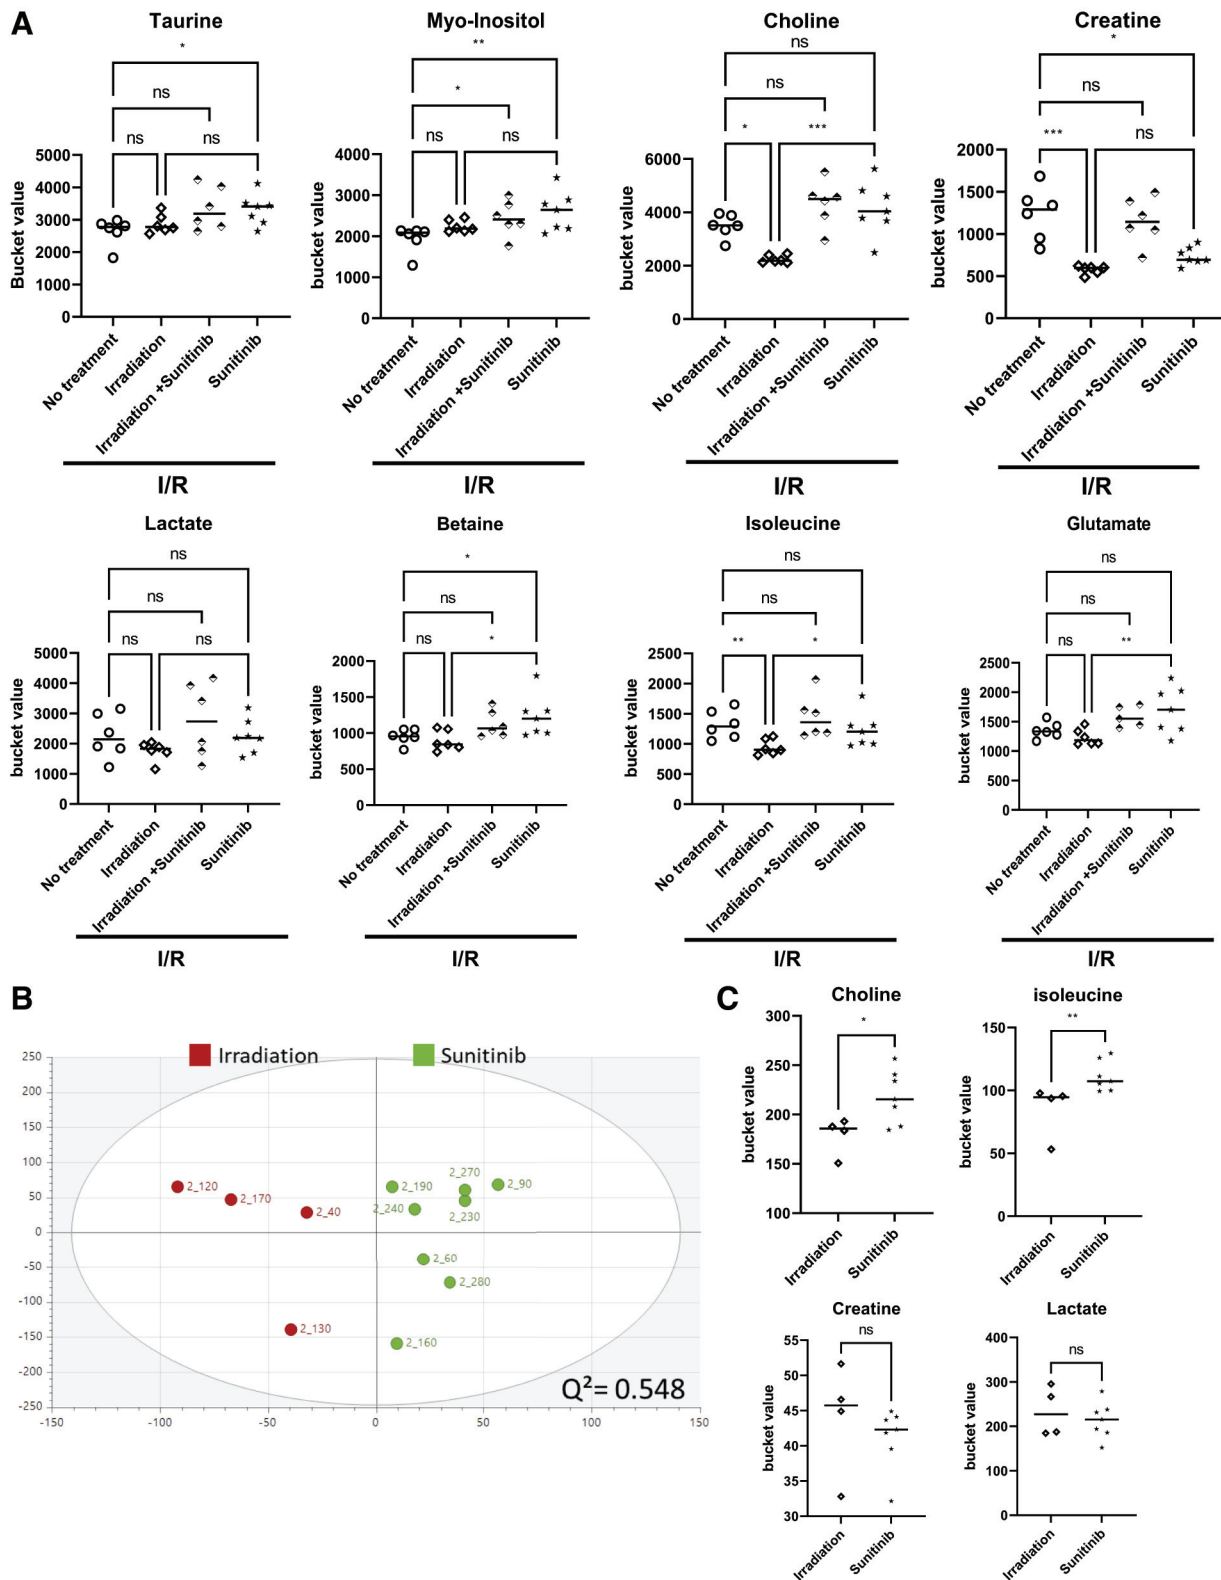 A
Taurine
*
ns
ns
ns
Bucket value
5000
4000
3000
2000
1000
0
No treatment
Irradiation
Irradiation +Sunitinib
Sunitinib
I/R
Myo-Inositol
**
*
ns
ns
bucket value
4000
3000
2000
1000
0
No treatment
Irradiation
Irradiation +Sunitinib
Sunitinib
I/R
Choline
ns
ns
*
***
bucket value
6000
4000
2000
0
No treatment
Irradiation
Irradiation +Sunitinib
Sunitinib
I/R
Creatine
*
ns
***
ns
bucket value
2000
1500
1000
500
0
No treatment
Irradiation
Irradiation +Sunitinib
Sunitinib
I/R
Lactate
ns
ns
ns
ns
bucket value
5000
4000
3000
2000
1000
0
No treatment
Irradiation
Irradiation +Sunitinib
Sunitinib
I/R
Betaine
*
ns
ns
*
bucket value
2000
1500
1000
500
0
No treatment
Irradiation
Irradiation +Sunitinib
Sunitinib
I/R
Isoleucine
ns
ns
**
*
bucket value
2500
2000
1500
1000
500
0
No treatment
Irradiation
Irradiation +Sunitinib
Sunitinib
I/R
Glutamate
ns
ns
ns
**
bucket value
2500
2000
1500
1000
500
0
No treatment
Irradiation
Irradiation +Sunitinib
Sunitinib
I/R
B
Irradiation
Sunitinib
250
200
150
100
50
0
-50
-100
-150
-200
-250
2_120
2_170
2_40
2_130
2_190
2_240
2_270
2_230
2_90
2_60
2_280
2_160
Q²= 0.548
-150
-100
-50
0
50
100
150
C
Choline
*
bucket value
300
250
200
150
100
Irradiation
Sunitinib
isoleucine
**
bucket value
150
100
50
0
Irradiation
Sunitinib
Creatine
ns
bucket value
55
50
45
40
35
30
Irradiation
Sunitinib
Lactate
ns
bucket value
400
300
200
100
0
Irradiation
Sunitinib